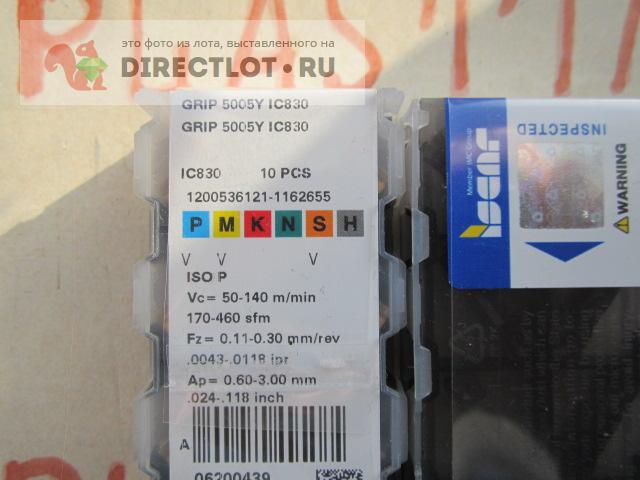 PLASTI
это фото из лота, выставленного на
DIRECTLOT.RU
GRIP 5005Y IC830
GRIP 5005Y IC830
IC830 10 PCS
1200536121-1162655
P M K N S H
V V V
ISO P
Vc= 50-140 m/min
170-460 sfm
Fz= 0.11-0.30 mm/rev
.0043-.0118 ipr
Ap= 0.60-3.00 mm
.024-.118 inch
A
06200439
Member IMC Group
ISCAR
INSPECTED
WARNING